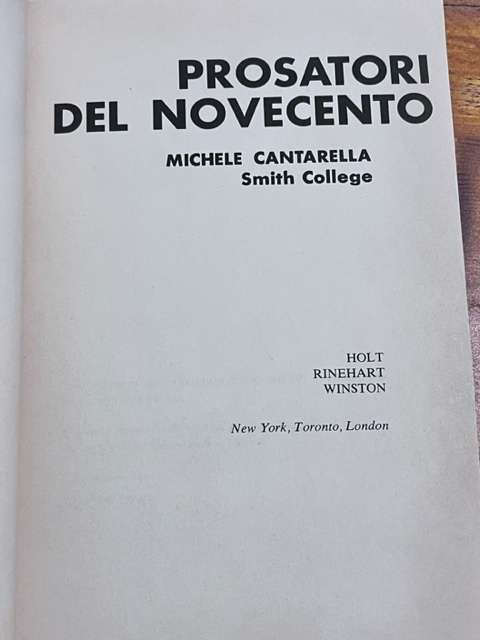 PROSATORI
DEL NOVECENTO
MICHELE CANTARELLA
Smith College
HOLT
RINEHART
WINSTON
New York, Toronto, London